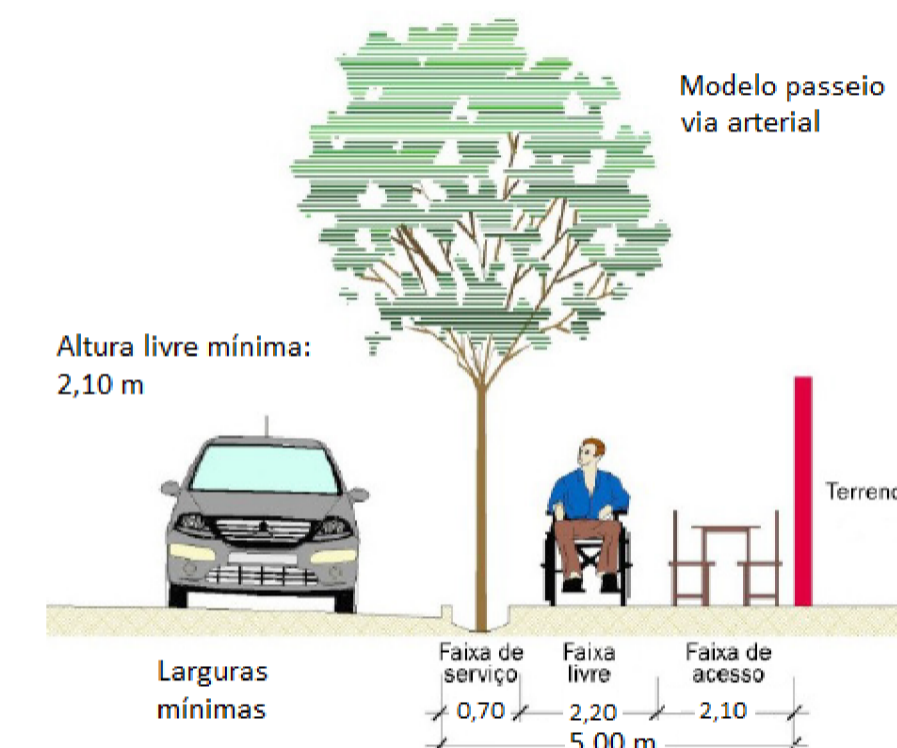 Modelo passeio
via arterial
Altura livre mínima:
2,10 m
Terreno
Larguras
mínimas
Faixa de
serviço
Faixa
livre
Faixa de
acesso
0,70
2,20
2,10
5,00 m